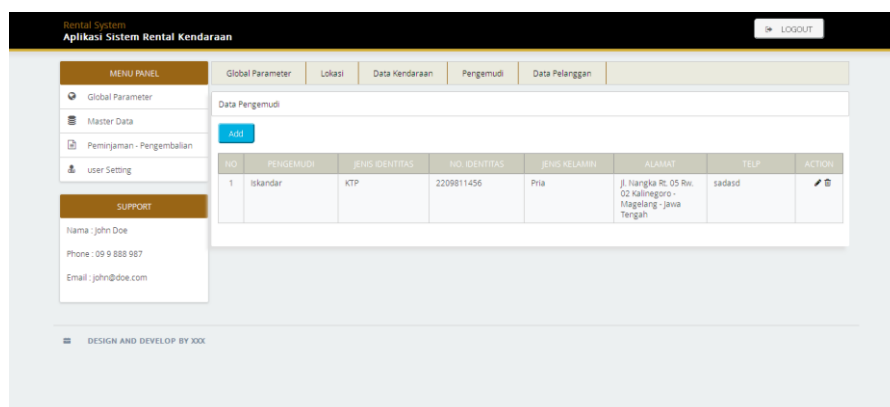 Rental System
Aplikasi Sistem Rental Kendaraan
LOGOUT
MENU PANEL
Global Parameter
Master Data
Peminjaman - Pengembalian
user Setting
SUPPORT
Nama : John Doe
Phone : 09 9 888 987
Email : john@doe.com
Global Parameter Lokasi Data Kendaraan Pengemudi Data Pelanggan
Data Pengemudi
Add
NO PENGEMUDI JENIS IDENTITAS NO. IDENTITAS JENIS KELAMIN ALAMAT TELP ACTION
1 Iskandar KTP 2209811456 Pria Jl. Nangka Rt. 05 Rw. sadasd
02 Kalinegoro -
Magelang - Jawa
Tengah
DESIGN AND DEVELOP BY XXX